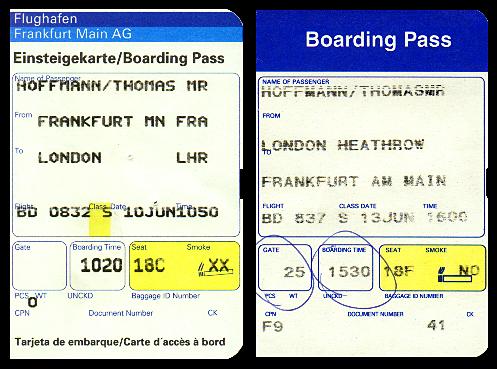 Flughafen
Frankfurt Main AG
Einsteigekarte/Boarding Pass
Name of Passenger
HOFFMANN/THOMAS MR
From
FRANKFURT MN FRA
To
LONDON LHR
Flight Class Date Time
BD 0832 S 10JUN1050
Gate Boarding Time Seat Smoke
1020 18C XX
PCS WT UNCKD Baggage ID Number
0
CPN Document Number CK
Tarjeta de embarque/Carte d'accès à bord
Boarding Pass
NAME OF PASSENGER
HOFFMANN/THOMASMR
FROM
LONDON HEATHROW
TO
FRANKFURT AM MAIN
FLIGHT CLASS DATE TIME
BD 837 S 13JUN 1600
GATE BOARDING TIME SEAT SMOKE
25 1530 18F NO
PCS WT UNCKD BAGGAGE ID NUMBER
CPN DOCUMENT NUMBER CK
F9 41